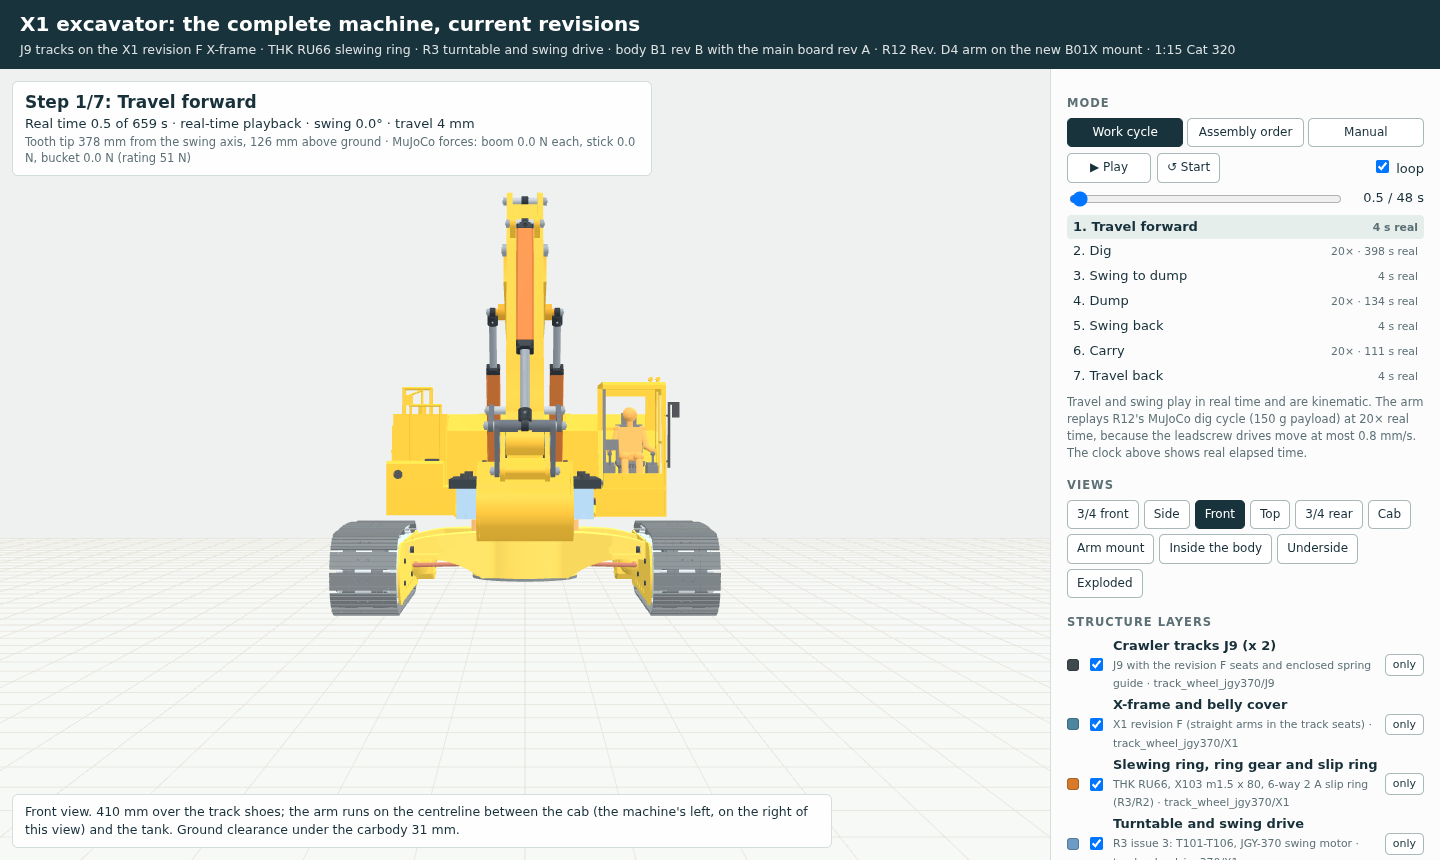 X1 excavator: the complete machine, current revisions
J9 tracks on the X1 revision F X-frame · THK RU66 slewing ring · R3 turntable and swing drive · body B1 rev B with the main board rev A · R12 Rev. D4 arm on the new B01X mount · 1:15 Cat 320
Step 1/7: Travel forward
Real time 0.5 of 659 s · real-time playback · swing 0.0° · travel 4 mm
Tooth tip 378 mm from the swing axis, 126 mm above ground · MuJoCo forces: boom 0.0 N each, stick 0.0
N, bucket 0.0 N (rating 51 N)
Front view. 410 mm over the track shoes; the arm runs on the centreline between the cab (the machine's left, on the right of
this view) and the tank. Ground clearance under the carbody 31 mm.
MODE
Work cycle
Assembly order
Manual
▶ Play
↺ Start
loop
0.5 / 48 s
1. Travel forward 4 s real
2. Dig 20× · 398 s real
3. Swing to dump 4 s real
4. Dump 20× · 134 s real
5. Swing back 4 s real
6. Carry 20× · 111 s real
7. Travel back 4 s real
Travel and swing play in real time and are kinematic. The arm
replays R12's MuJoCo dig cycle (150 g payload) at 20× real
time, because the leadscrew drives move at most 0.8 mm/s.
The clock above shows real elapsed time.
VIEWS
3/4 front
Side
Front
Top
3/4 rear
Cab
Arm mount
Inside the body
Underside
Exploded
STRUCTURE LAYERS
Crawler tracks J9 (x 2)
J9 with the revision F seats and enclosed spring
guide · track_wheel_jgy370/J9
only
X-frame and belly cover
X1 revision F (straight arms in the track seats) ·
track_wheel_jgy370/X1
only
Slewing ring, ring gear and slip ring
THK RU66, X103 m1.5 x 80, 6-way 2 A slip ring
(R3/R2) · track_wheel_jgy370/X1
only
Turntable and swing drive
R3 issue 3: T101-T106, JGY-370 swing motor ·
only